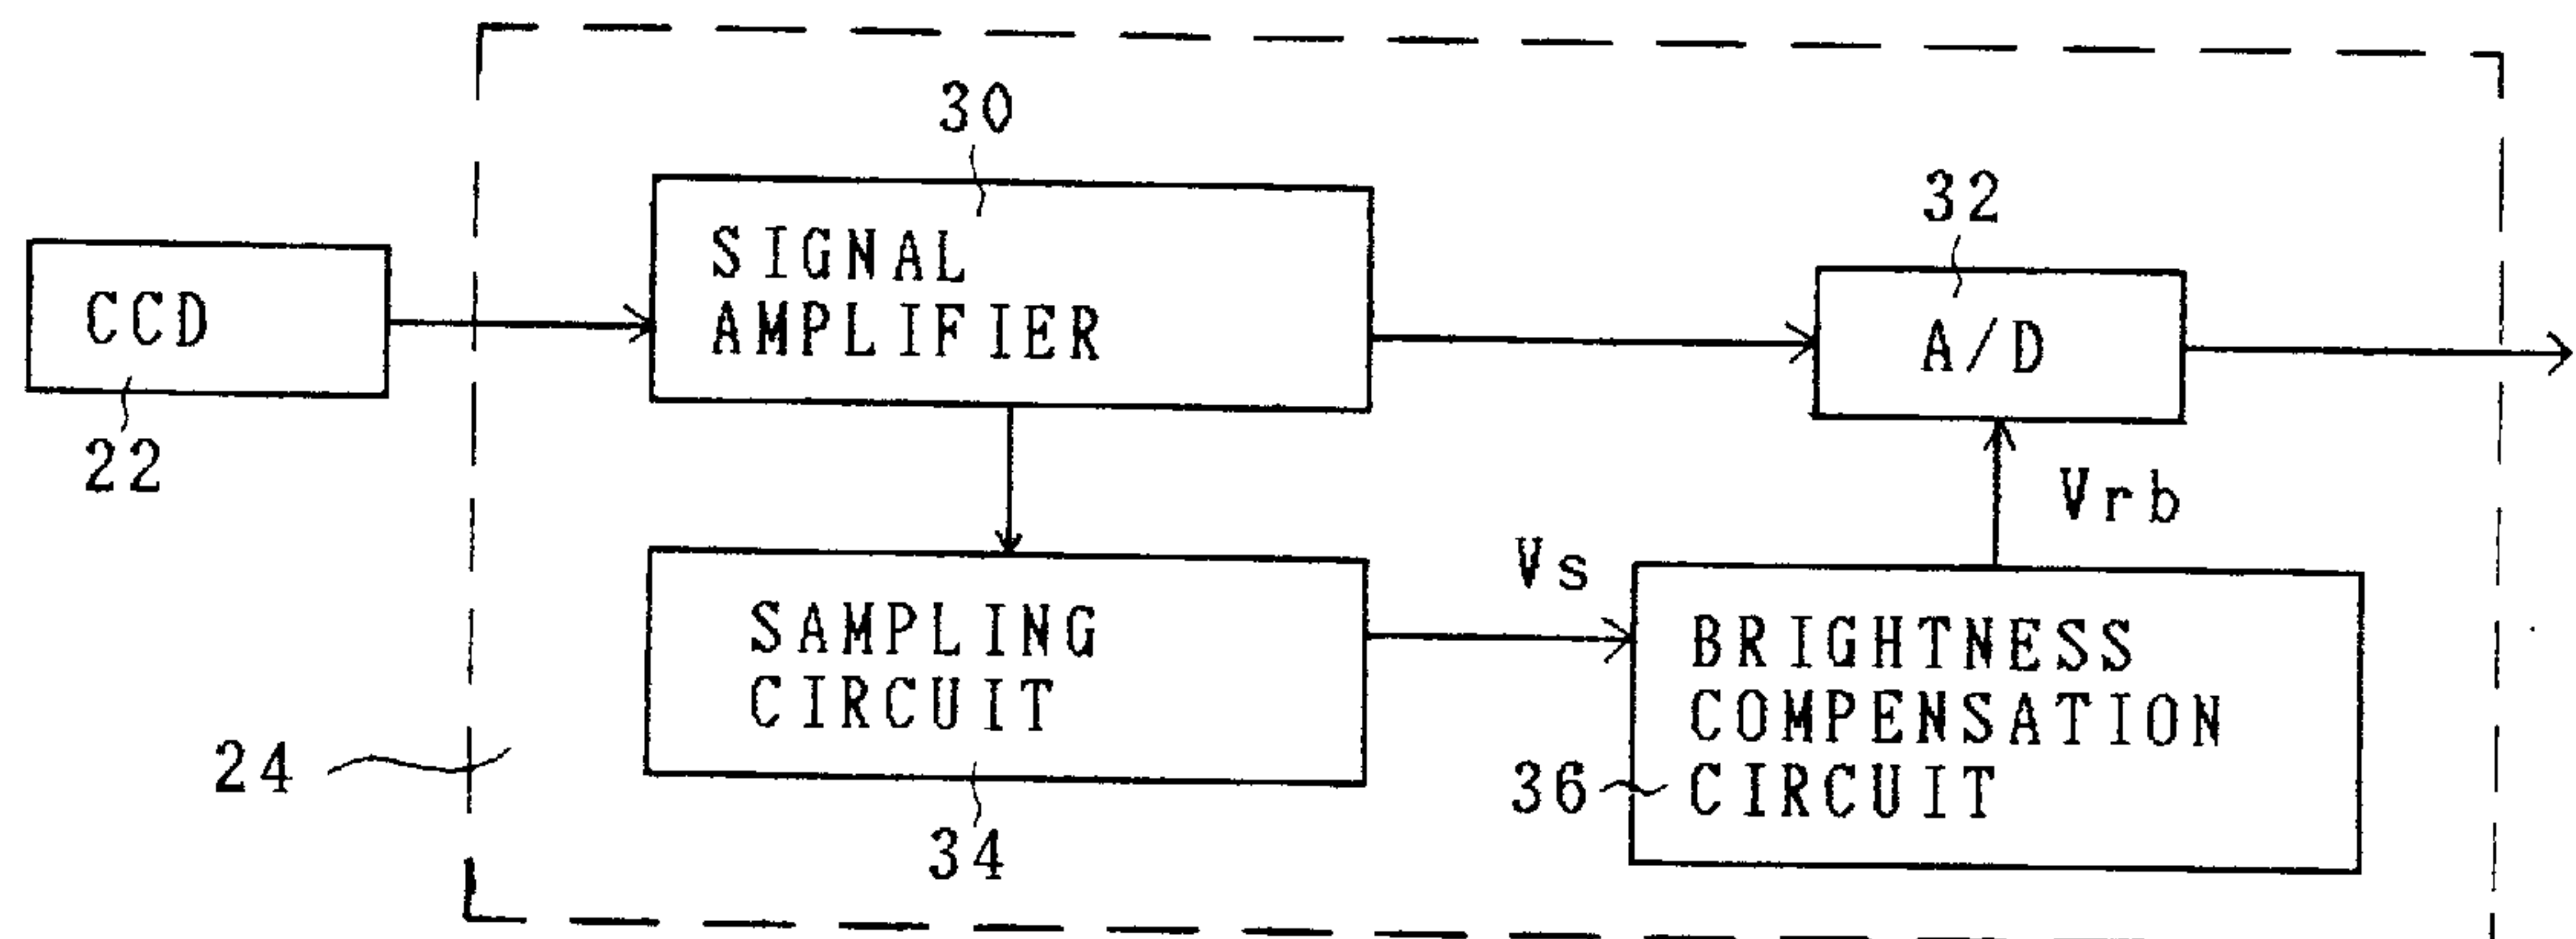 30
SIGNAL
AMPLIFIER
32
A/D
CCD
22
Vrb
Vs
SAMPLING
CIRCUIT
34
BRIGHTNESS
COMPENSATION
CIRCUIT
36
24